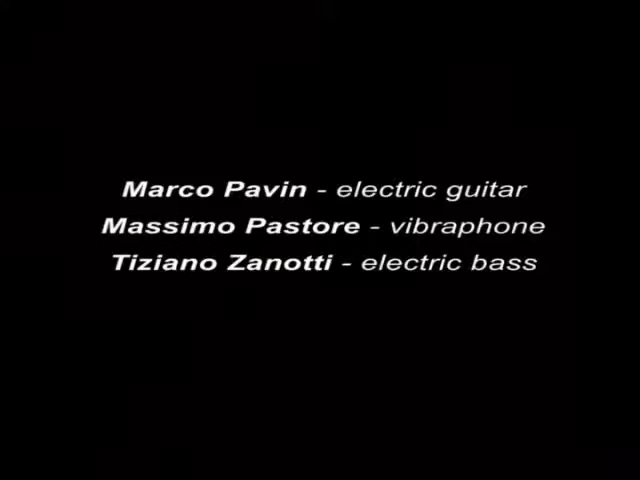 Marco Pavin - electric guitar
Massimo Pastore - vibraphone
Tiziano Zanotti - electric bass